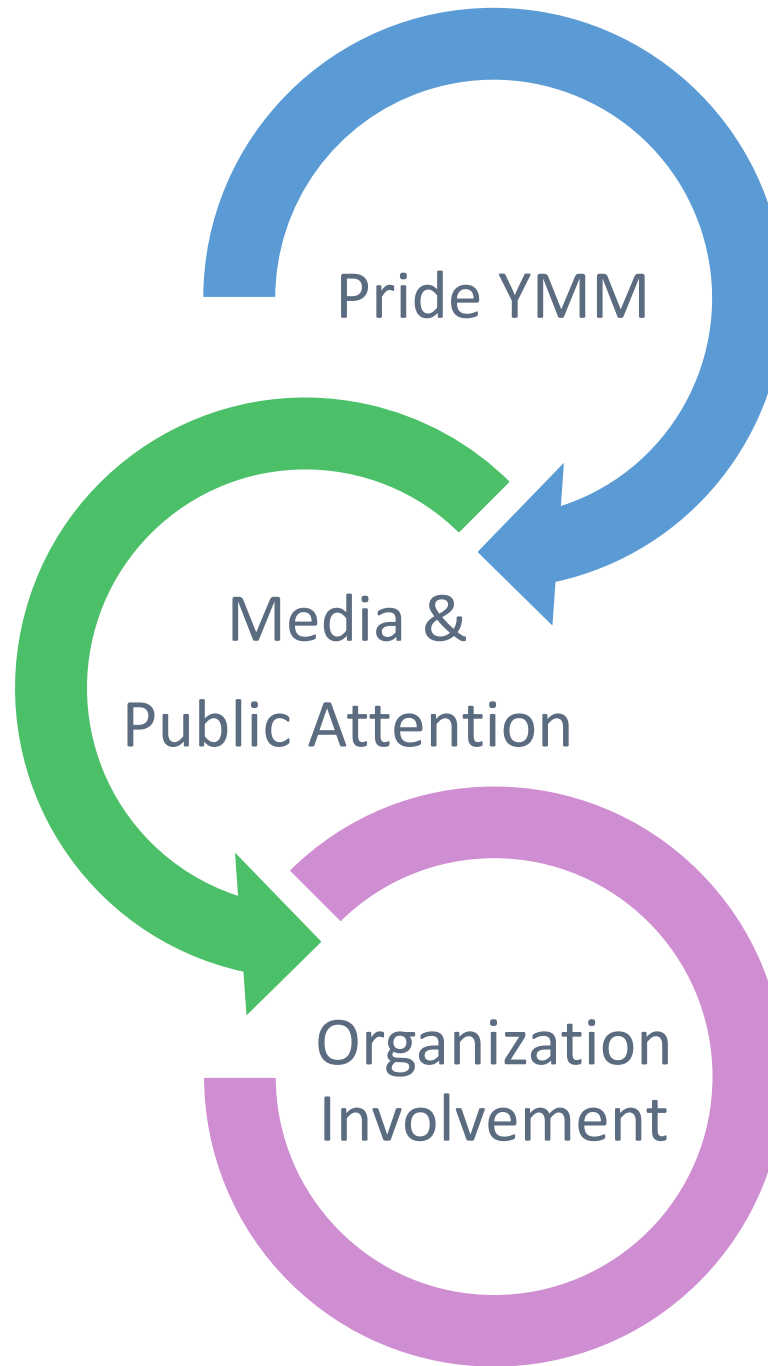 Pride YMM
Media &
Public Attention
Organization
Involvement